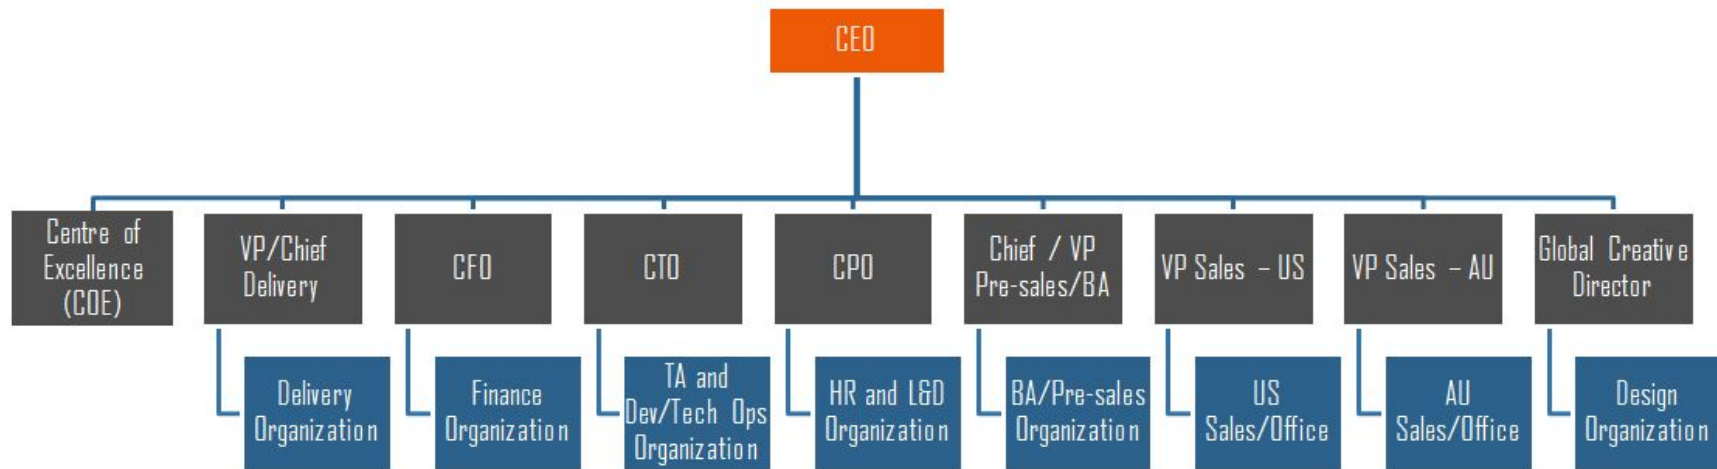 CEO
Centre of
Excellence
(COE)
VP/Chief
Delivery
CFO
CTO
CPO
Chief / VP
Pre-sales/BA
VP Sales – US
VP Sales – AU
Global Creative
Director
Delivery
Organization
Finance
Organization
TA and
Dev/Tech Ops
Organization
HR and L&D
Organization
BA/Pre-sales
Organization
US
Sales/Office
AU
Sales/Office
Design
Organization